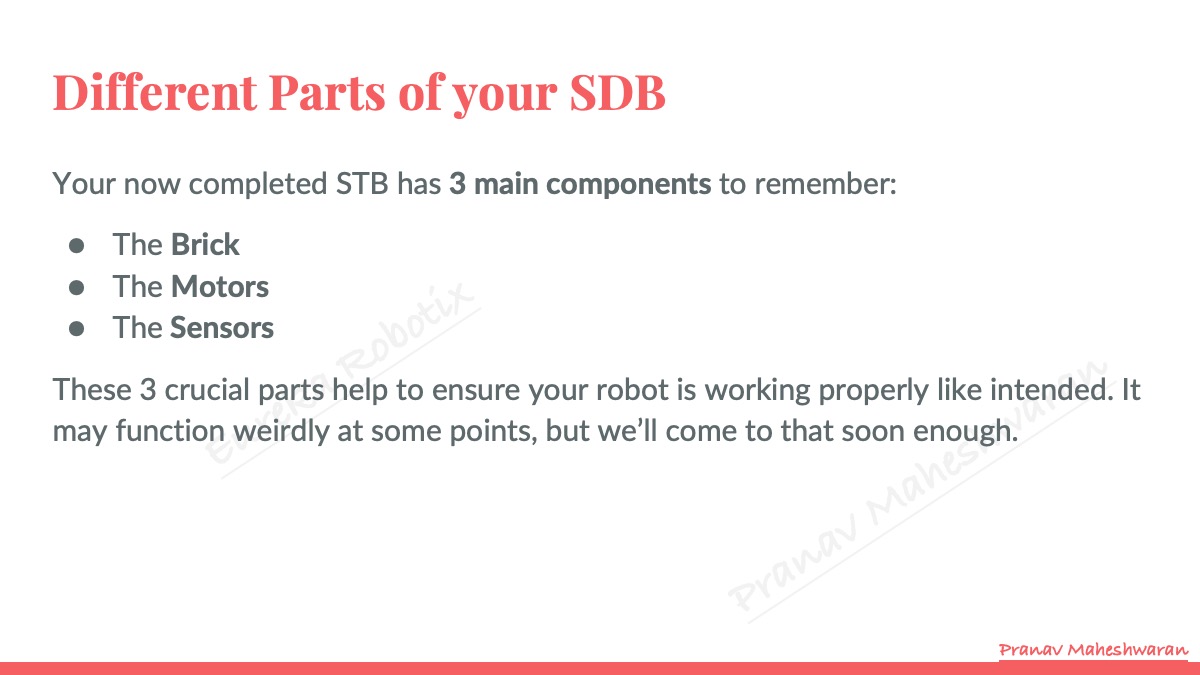 Different Parts of your SDB
Your now completed STB has 3 main components to remember:
● The Brick
● The Motors
● The Sensors
These 3 crucial parts help to ensure your robot is working properly like intended. It
may function weirdly at some points, but we’ll come to that soon enough.
Eureka Robotix
Pranav Maheshwaran
Pranav Maheshwaran